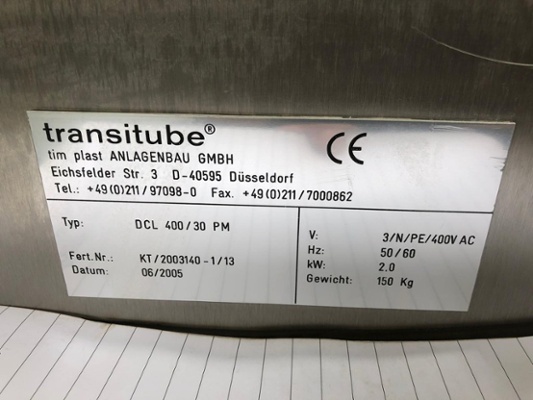 transitube®
CE
tim plast ANLAGENBAU GMBH
Eichsfelder Str. 3 D-40595 Düsseldorf
Tel.: +49(0)211/97098-0 Fax. +49(0)211/7000862
Typ: DCL 400/30 PM
Fert.Nr.: KT/2003140-1/13
Datum: 06/2005
V: 3/N/PE/400V AC
Hz: 50/60
kW: 2.0
Gewicht: 150 Kg